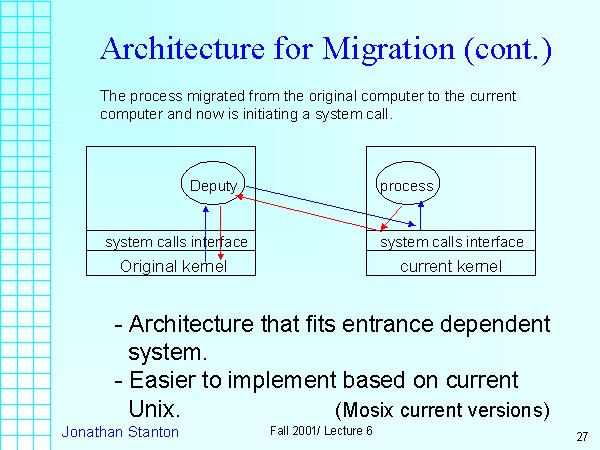 Architecture for Migration (cont.)
The process migrated from the original computer to the current
computer and now is initiating a system call.
Deputy
process
system calls interface
system calls interface
Original kernel
current kernel
- Architecture that fits entrance dependent
system.
- Easier to implement based on current
Unix. (Mosix current versions)
Jonathan Stanton
Fall 2001/ Lecture 6
27